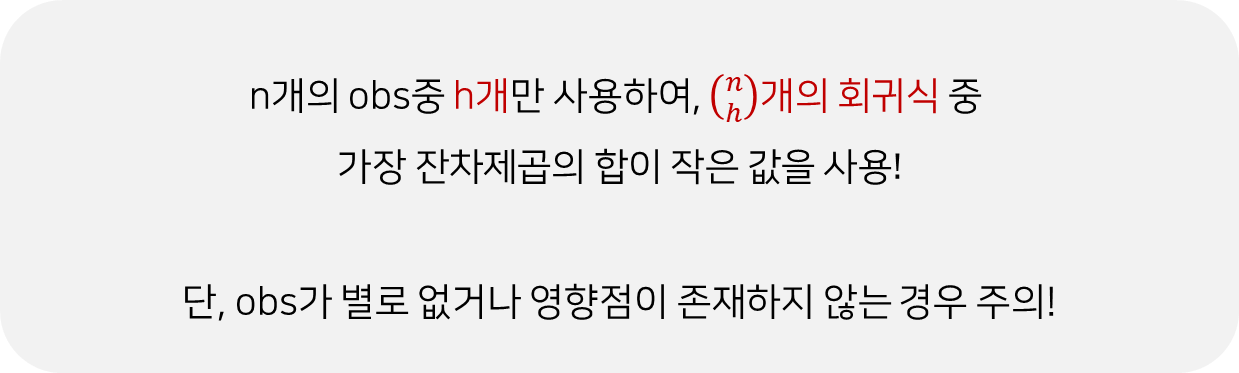 n개의 obs중 h개만 사용하여, (n h)개의 회귀식 중
가장 잔차제곱의 합이 작은 값을 사용!
단, obs가 별로 없거나 영향점이 존재하지 않는 경우 주의!